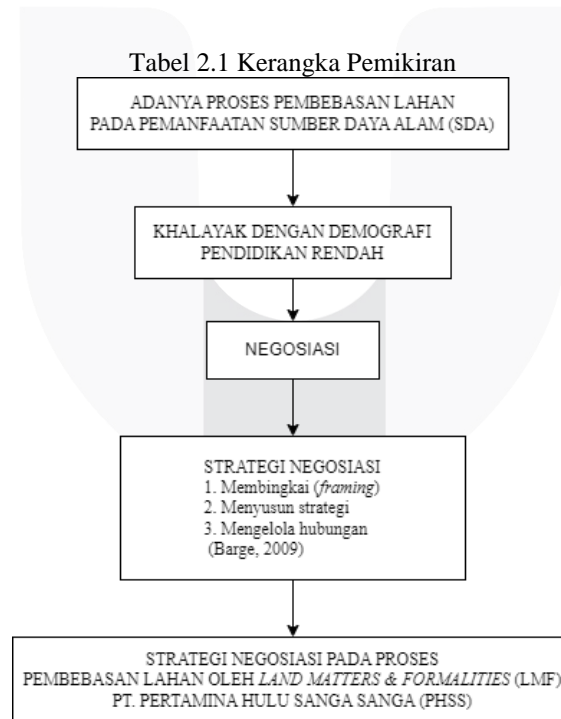 Tabel 2.1 Kerangka Pemikiran
ADANYA PROSES PEMBEBASAN LAHAN
PADA PEMANFAATAN SUMBER DAYA ALAM (SDA)
KHALAYAK DENGAN DEMOGRAFI
PENDIDIKAN RENDAH
NEGOSIASI
STRATEGI NEGOSIASI
1. Membingkai (framing)
2. Menyusun strategi
3. Mengelola hubungan
(Barge, 2009)
STRATEGI NEGOSIASI PADA PROSES
PEMBEBASAN LAHAN OLEH LAND MATTERS & FORMALITIES (LMF)
PT. PERTAMINA HULU SANGA SANGA (PHSS)